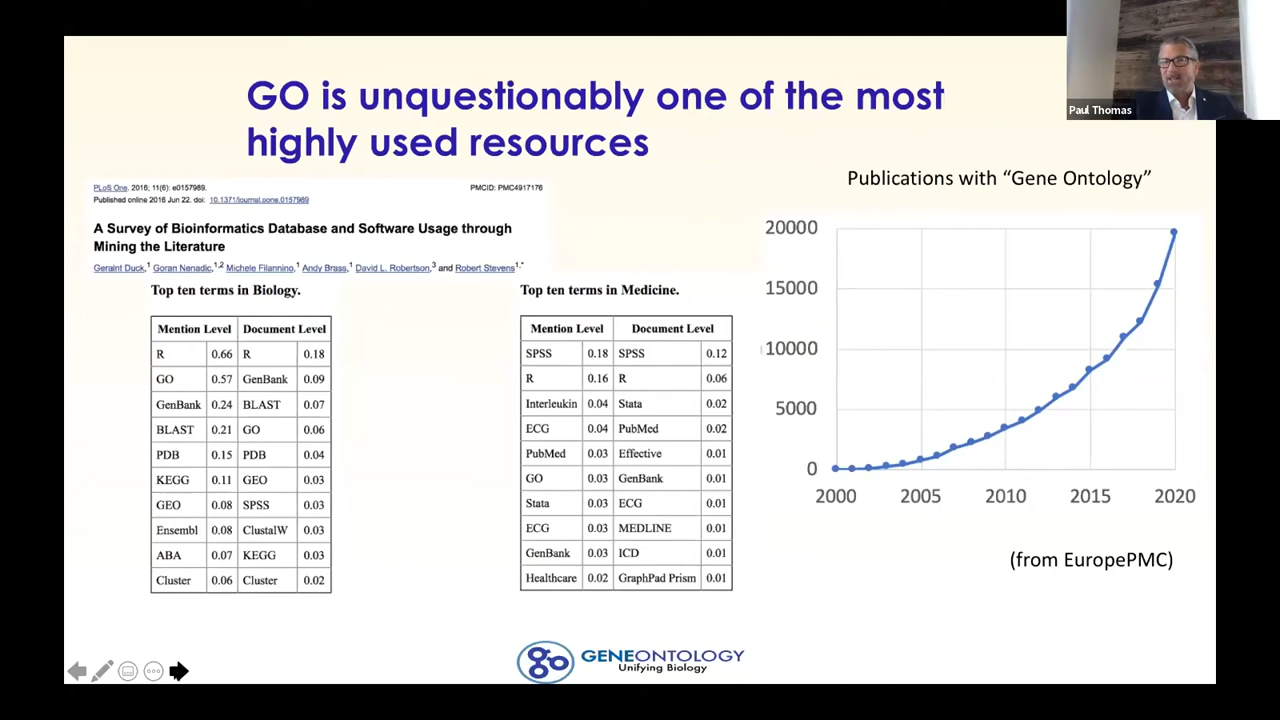 GO is unquestionably one of the most
highly used resources
Paul Thomas
PLoS One. 2016; 11(6): e0157989.
PMCID: PMC4917176
Published online 2016 Jun 22. doi: 10.1371/journal.pone.0157989
A Survey of Bioinformatics Database and Software Usage through
Mining the Literature
Geraint Duck,1 Goran Nenadic,1,2 Michele Filannino,1 Andy Brass,1 David L. Robertson,3 and Robert Stevens1,*
Top ten terms in Biology.
Mention Level Document Level
R 0.66 R 0.18
GO 0.57 GenBank 0.09
GenBank 0.24 BLAST 0.07
BLAST 0.21 GO 0.06
PDB 0.15 PDB 0.04
KEGG 0.11 GEO 0.03
GEO 0.08 SPSS 0.03
Ensembl 0.08 ClustalW 0.03
ABA 0.07 KEGG 0.03
Cluster 0.06 Cluster 0.02
Top ten terms in Medicine.
Mention Level Document Level
SPSS 0.18 SPSS 0.12
R 0.16 R 0.06
Interleukin 0.04 Stata 0.02
ECG 0.04 PubMed 0.02
PubMed 0.03 Effective 0.01
GO 0.03 GenBank 0.01
Stata 0.03 ECG 0.01
ECG 0.03 MEDLINE 0.01
GenBank 0.03 ICD 0.01
Healthcare 0.02 GraphPad Prism 0.01
Publications with “Gene Ontology”
20000
15000
10000
5000
0
2000 2005 2010 2015 2020
(from EuropePMC)
go GENEONTOLOGY
Unifying Biology